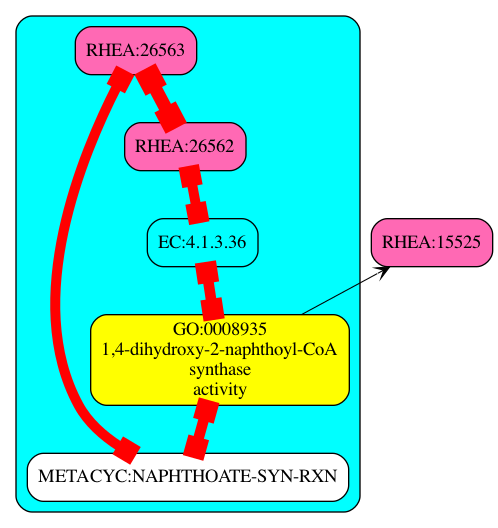 RHEA:26563
RHEA:26562
EC:4.1.3.36
RHEA:15525
GO:0008935
1,4-dihydroxy-2-naphthoyl-CoA
synthase
activity
METACYC:NAPHTHOATE-SYN-RXN